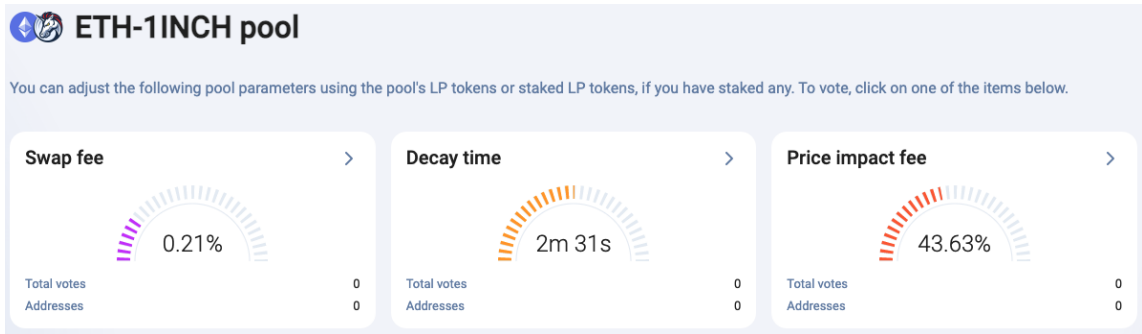 ETH-1INCH pool
You can adjust the following pool parameters using the pool's LP tokens or staked LP tokens, if you have staked any. To vote, click on one of the items below.
Swap fee
0.21%
Total votes 0
Addresses 0
Decay time
2m 31s
Total votes 0
Addresses 0
Price impact fee
43.63%
Total votes 0
Addresses 0